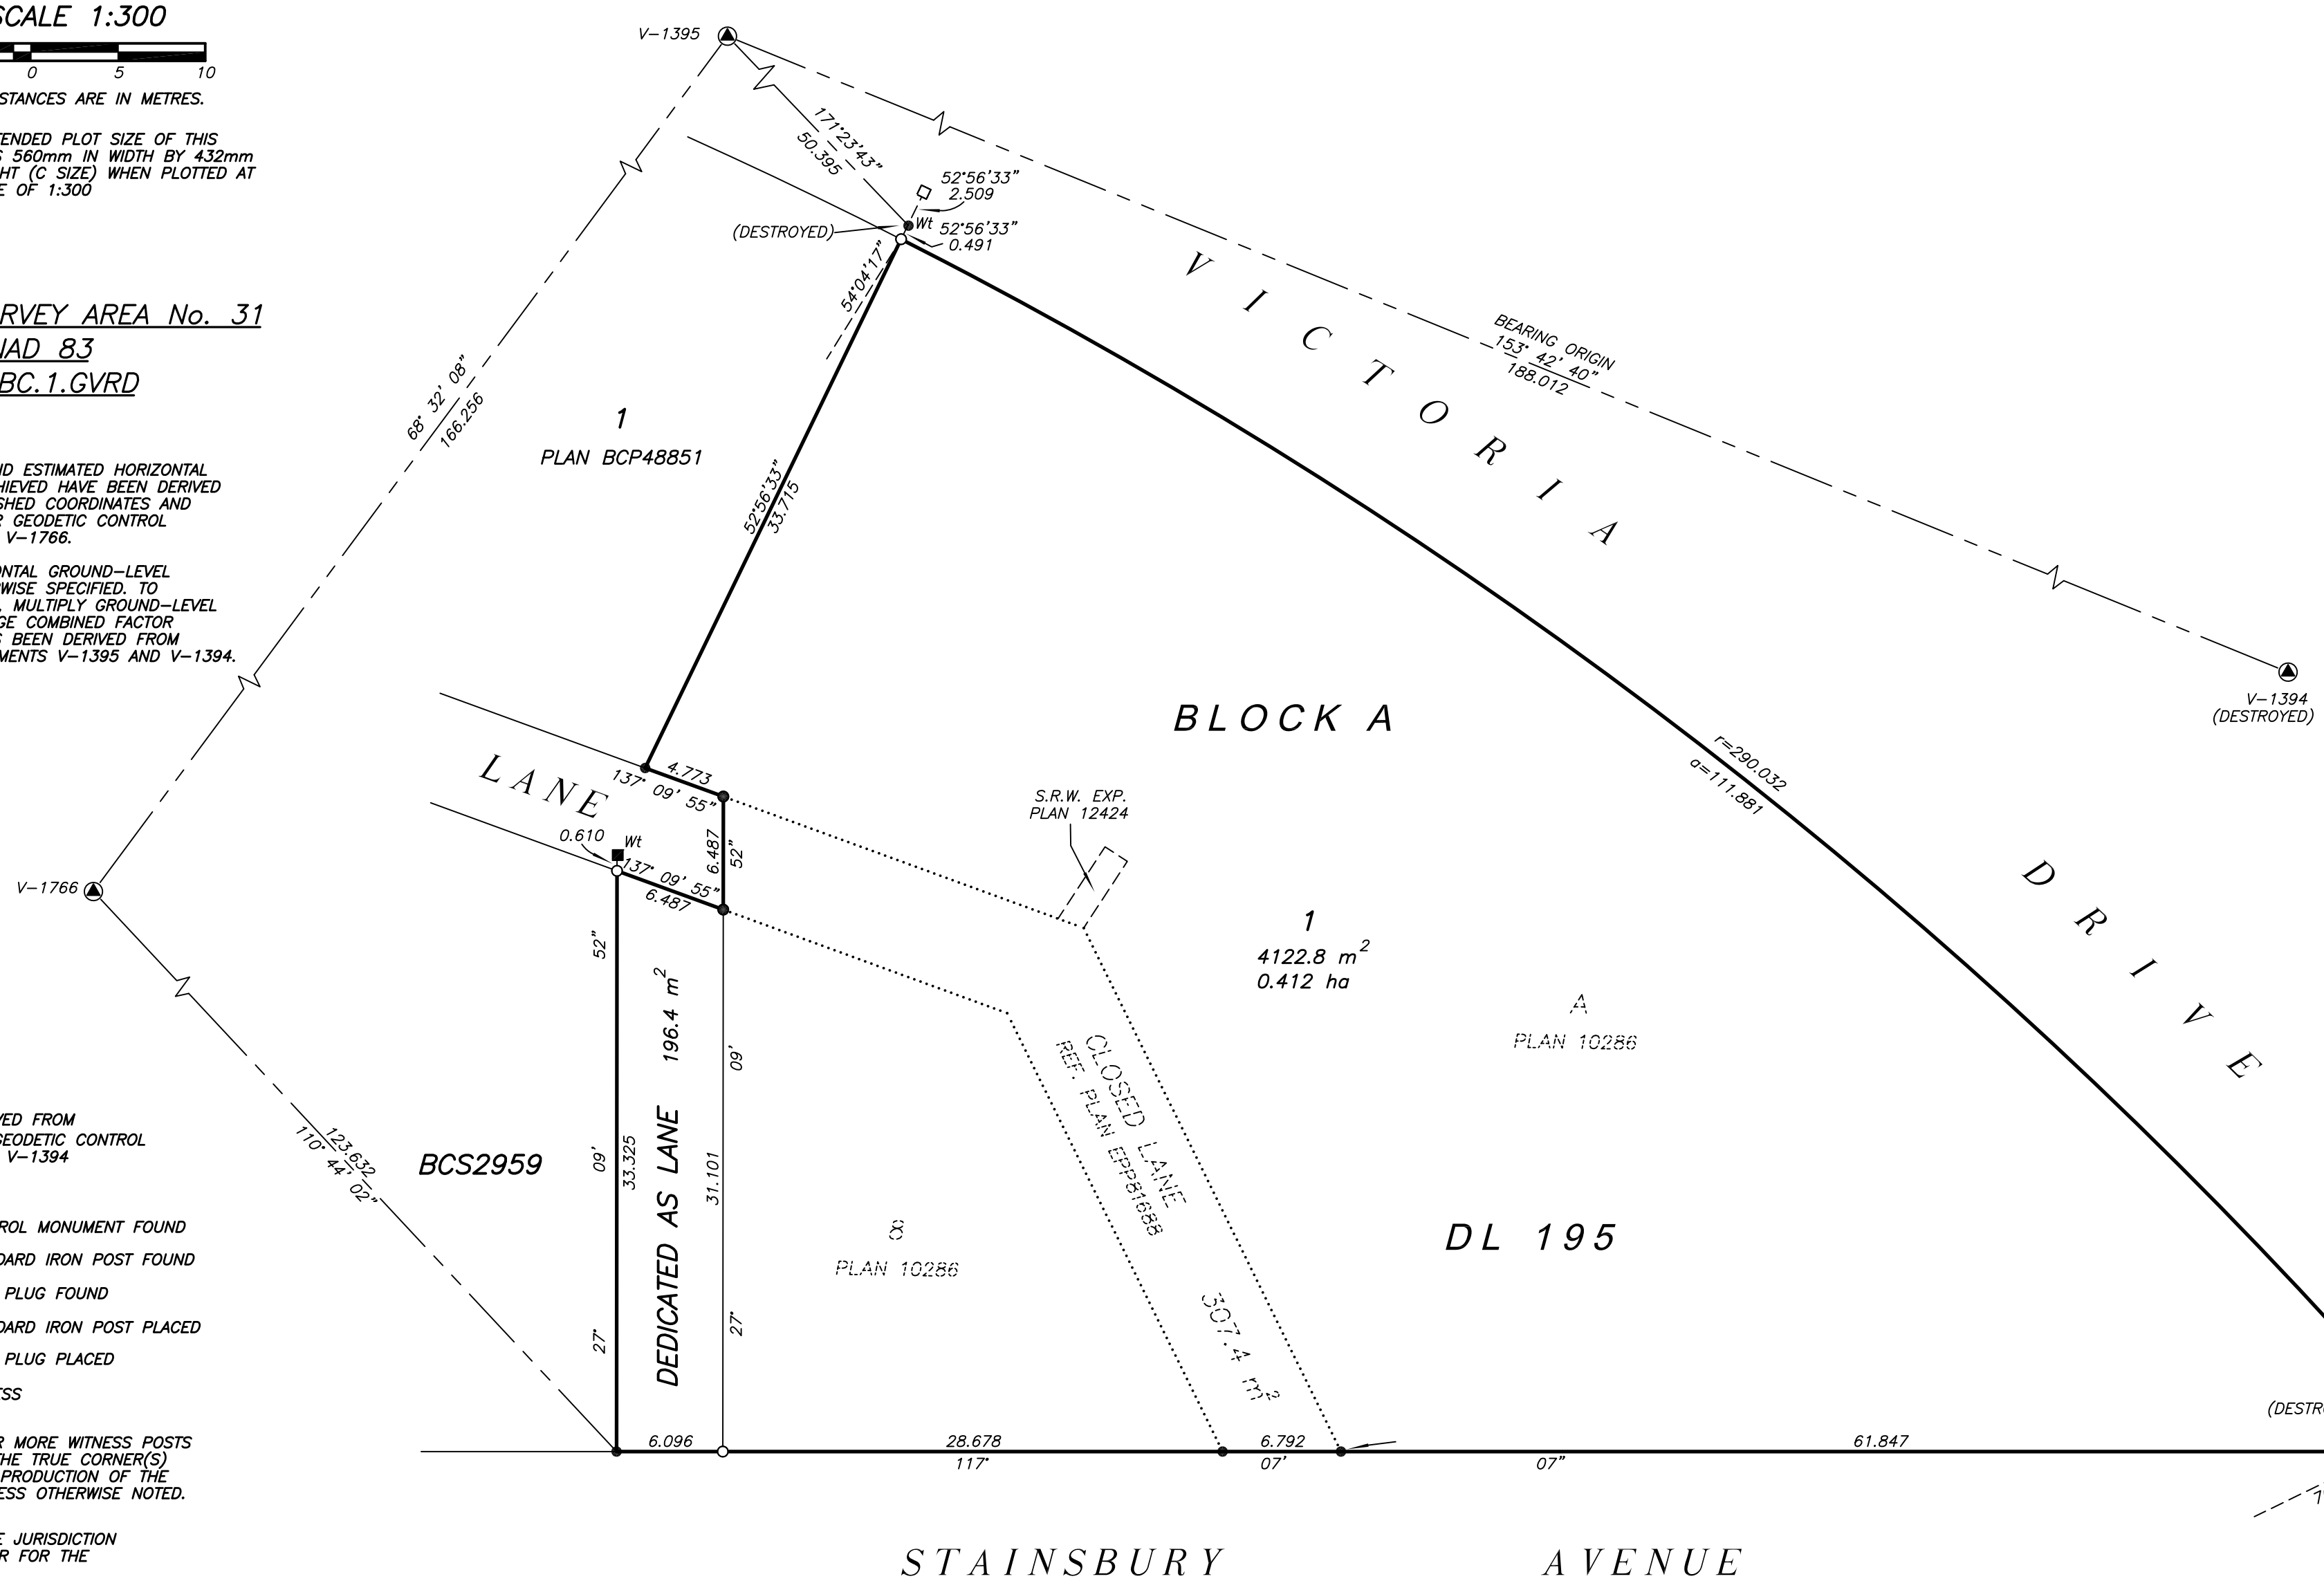 SCALE 1:300
0 5 10
STANCES ARE IN METRES.
TENDED PLOT SIZE OF THIS
S 560mm IN WIDTH BY 432mm
GHT (C SIZE) WHEN PLOTTED AT
E OF 1:300
RVEY AREA No. 31
NAD 83
BC.1.GVRD
ND ESTIMATED HORIZONTAL
HIEVED HAVE BEEN DERIVED
SHED COORDINATES AND
R GEODETIC CONTROL
V-1766.
ONTAL GROUND-LEVEL
RWISE SPECIFIED. TO
, MULTIPLY GROUND-LEVEL
GE COMBINED FACTOR
S BEEN DERIVED FROM
MENTS V-1395 AND V-1394.
VED FROM
GEODETIC CONTROL
V-1394
ROL MONUMENT FOUND
DARD IRON POST FOUND
PLUG FOUND
DARD IRON POST PLACED
PLUG PLACED
ESS
R MORE WITNESS POSTS
THE TRUE CORNER(S)
PRODUCTION OF THE
ESS OTHERWISE NOTED.
E JURISDICTION
R FOR THE
V-1395
171°23'43"
50.395
52°56'33"
2.509
(DESTROYED)
Wt
52°56'33"
0.491
54°04'17"
VICTORIA
DRIVE
BEARING ORIGIN
153° 42' 40"
188.012
V-1394
(DESTROYED)
68° 32' 08"
166.256
1
PLAN BCP48851
52°56'33"
33.715
BLOCK A
r=290.032
a=111.881
LANE
4.773
137° 09' 55"
0.610
Wt
6.487
52"
137° 09' 55"
6.487
S.R.W. EXP.
PLAN 12424
V-1766
1
4122.8 m²
0.412 ha
A
PLAN 10286
52"
09'
27°
33.325
DEDICATED AS LANE 196.4 m²
31.101
09'
27°
CLOSED LANE
REF. PLAN EPP81688
307.4 m²
BCS2959
123.632
110° 44' 02"
8
PLAN 10286
DL 195
(DESTR
6.096 28.678 6.792 61.847
117° 07' 07"
STAINSBURY AVENUE